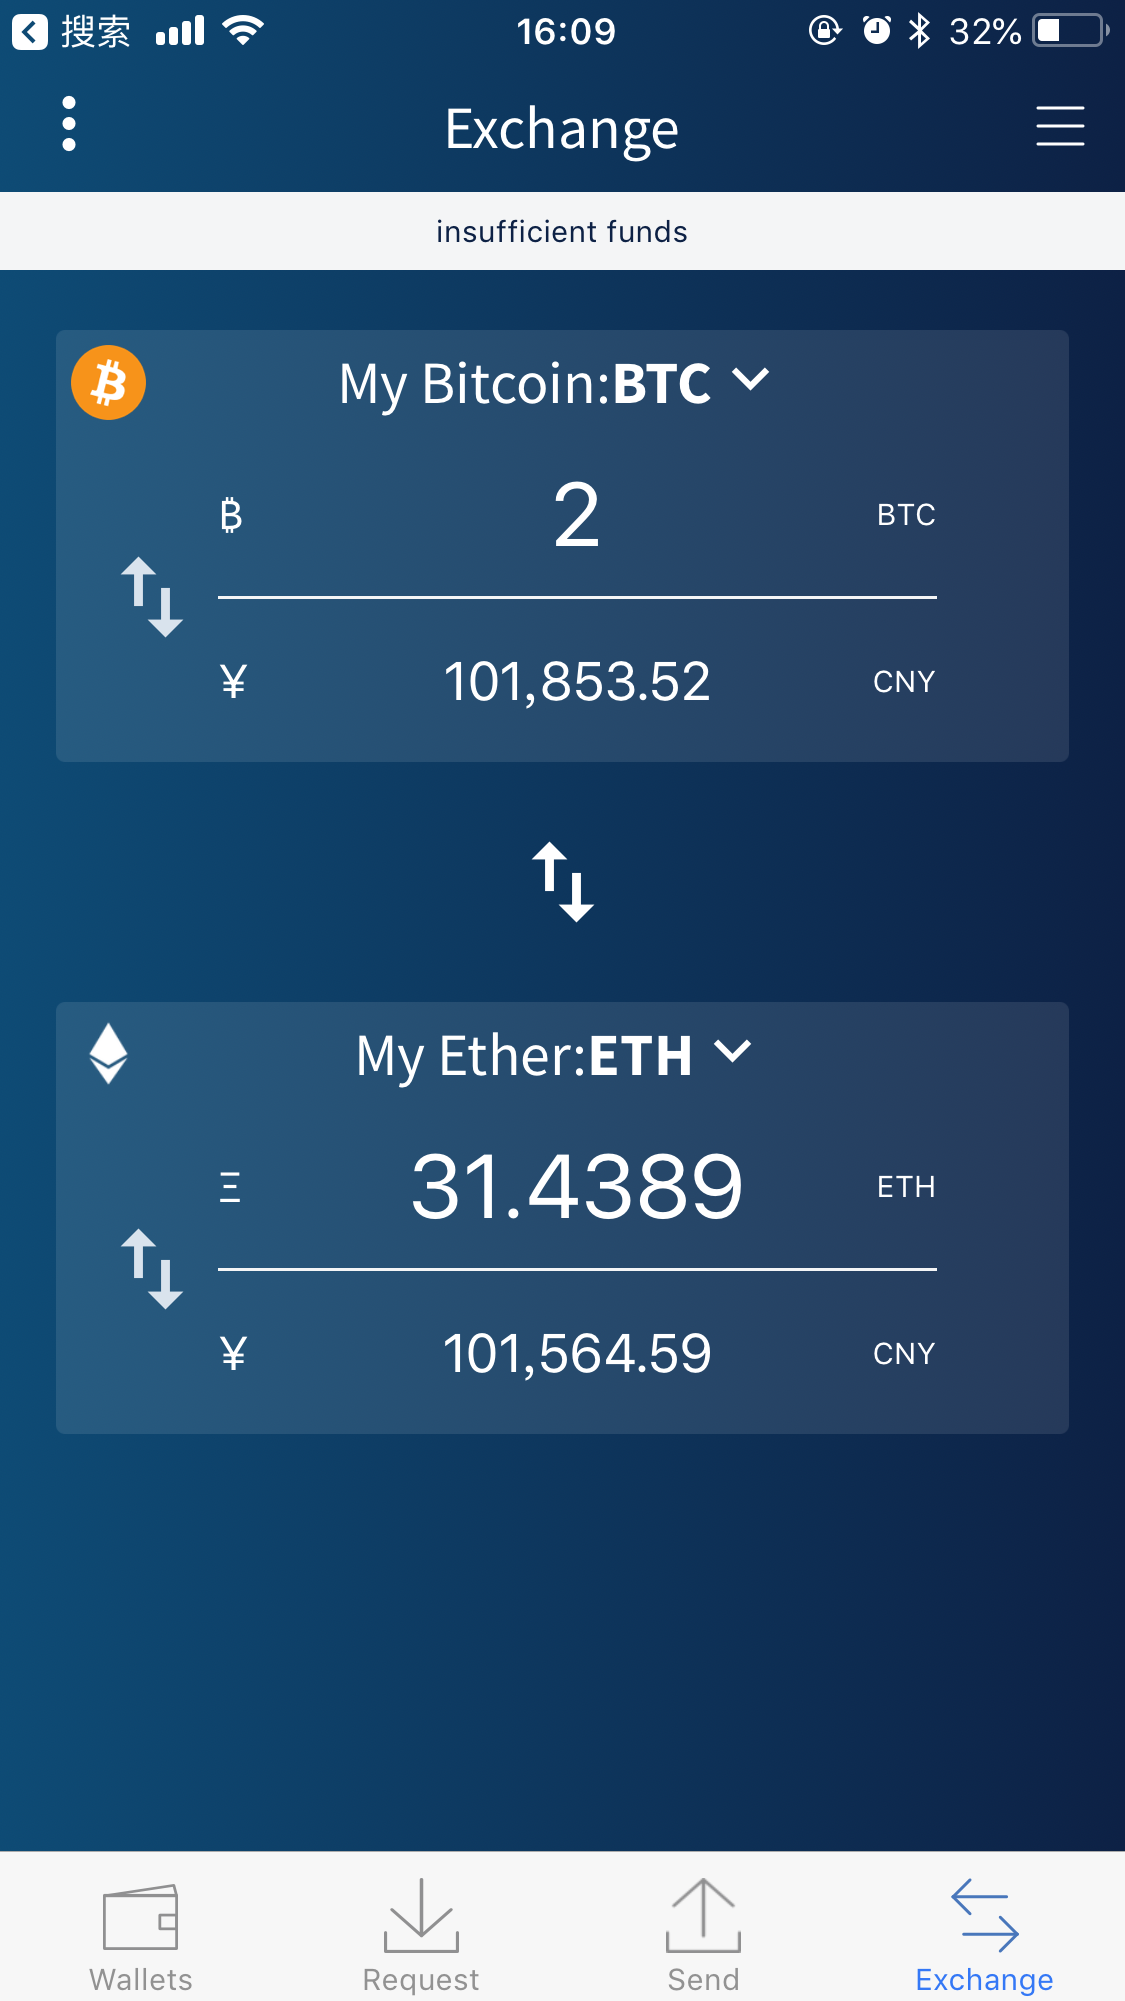 搜索 16:09 32%
Exchange
insufficient funds
My Bitcoin:BTC
฿ 2 BTC
¥ 101,853.52 CNY
My Ether:ETH
Ξ 31.4389 ETH
¥ 101,564.59 CNY
Wallets Request Send Exchange